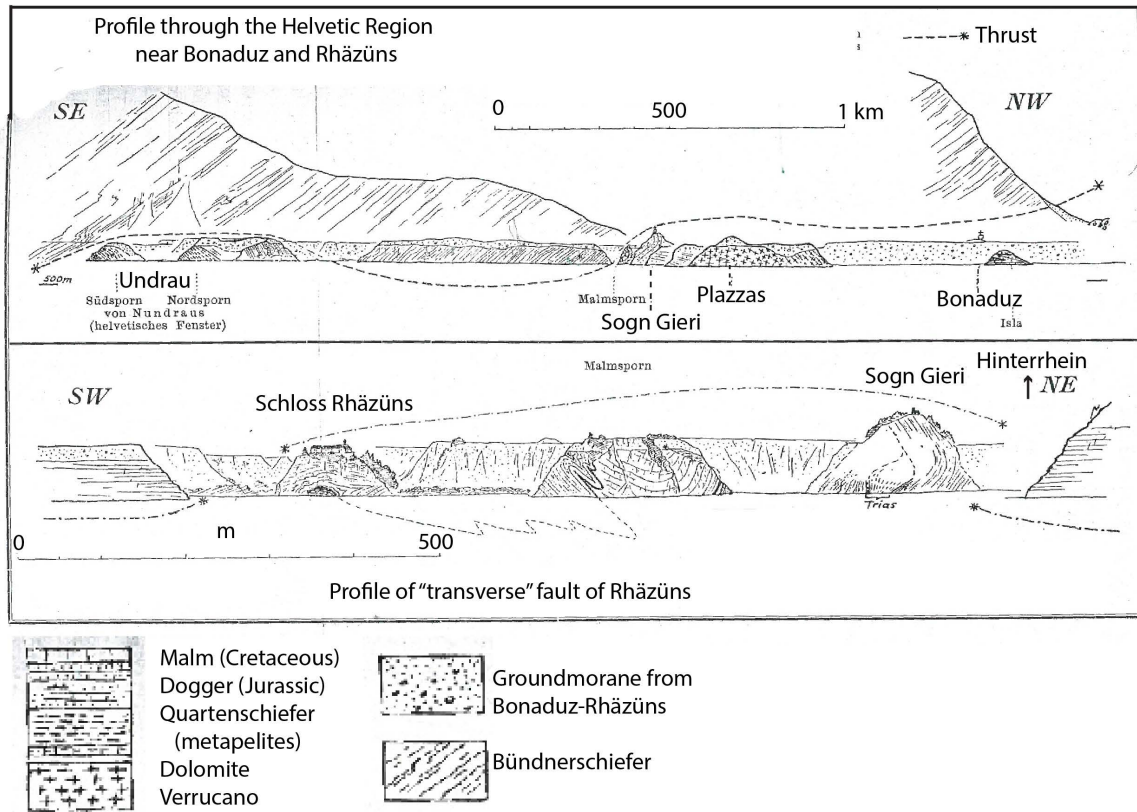 Profile through the Helvetic Region
near Bonaduz and Rhäzüns
Thrust
SE
0 500 1 km
NW
500m
Undrau
Südsporn Nordsporn
von Nundraus
(helvetisches Fenster)
Malmsporn
Sogn Gieri
Plazzas
Bonaduz
Isla
SW
Schloss Rhäzüns
Malmsporn
Sogn Gieri
Hinterrhein
NE
Trias
0 m 500
Profile of "transverse" fault of Rhäzüns
Malm (Cretaceous)
Dogger (Jurassic)
Quartenschiefer
(metapelites)
Dolomite
Verrucano
Groundmorane from
Bonaduz-Rhäzüns
Bündnerschiefer